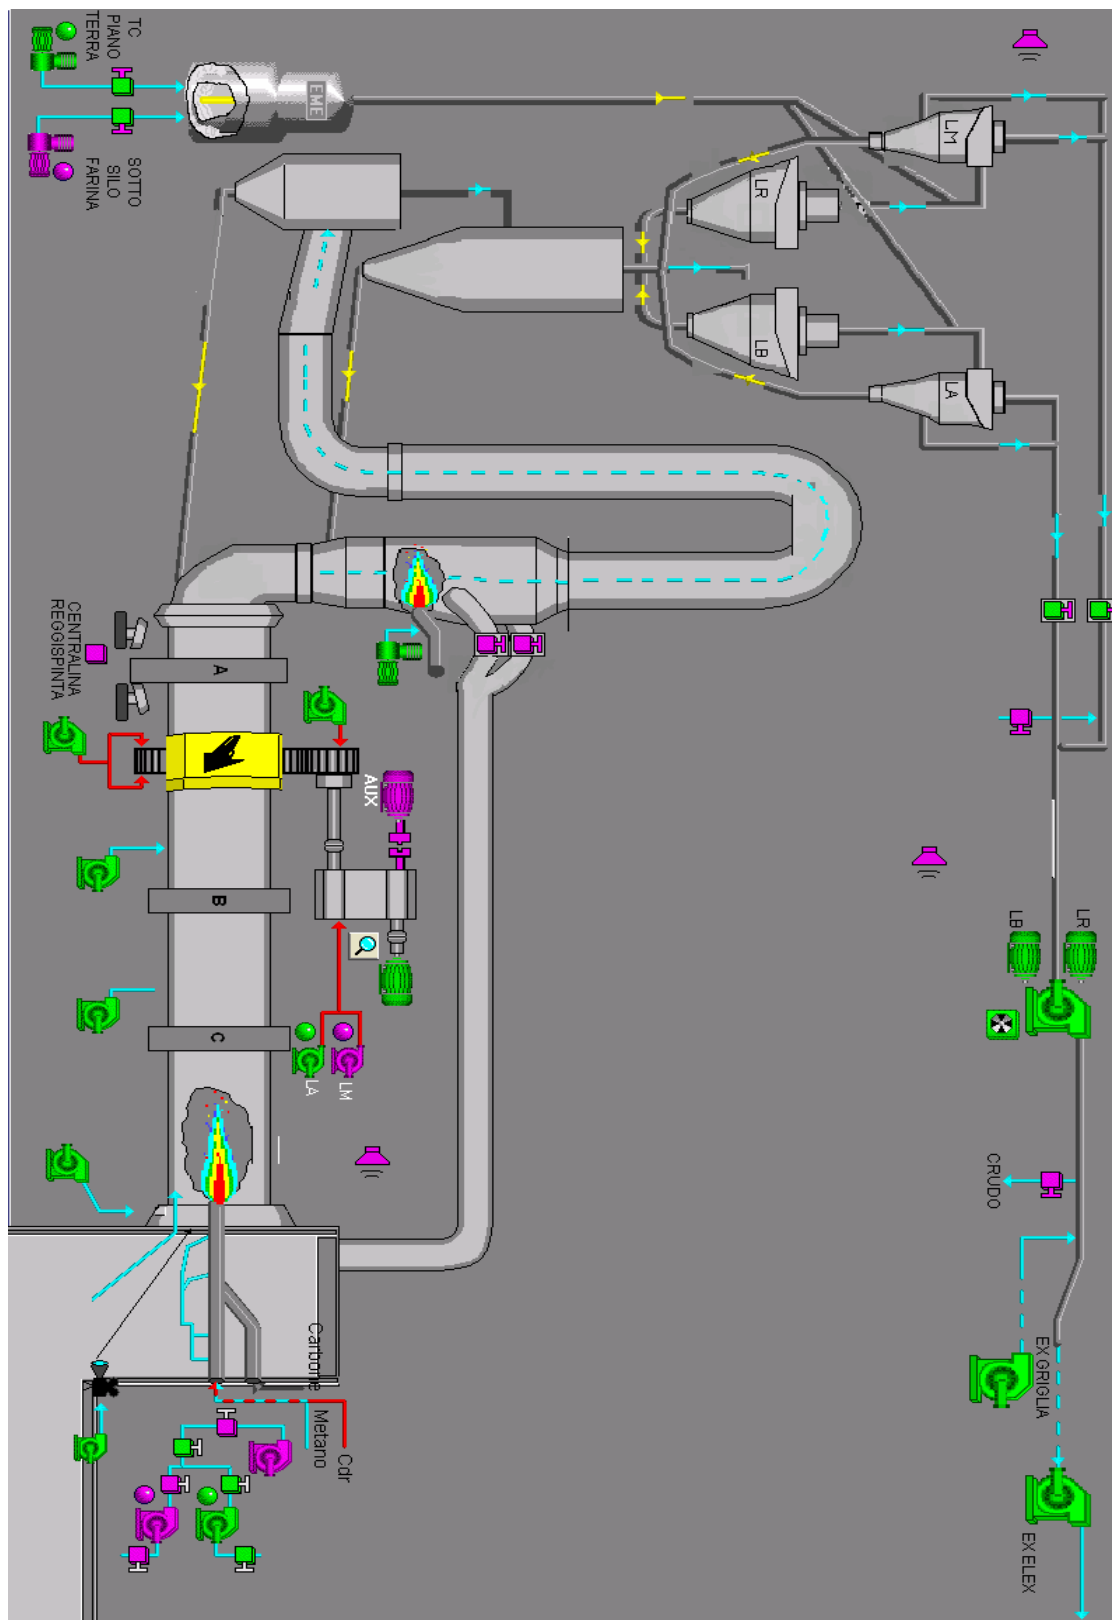 TC
PIANO
TERRA
SOTTO
SILO
FARINA
EME
LM
LR
LB
LA
CENTRALINA
REGGISPINTA
A
B
C
AUX
LA
LM
LB
LR
CRUDO
EX GRIGLIA
EX ELEX
Carbone
Metano
Cdr